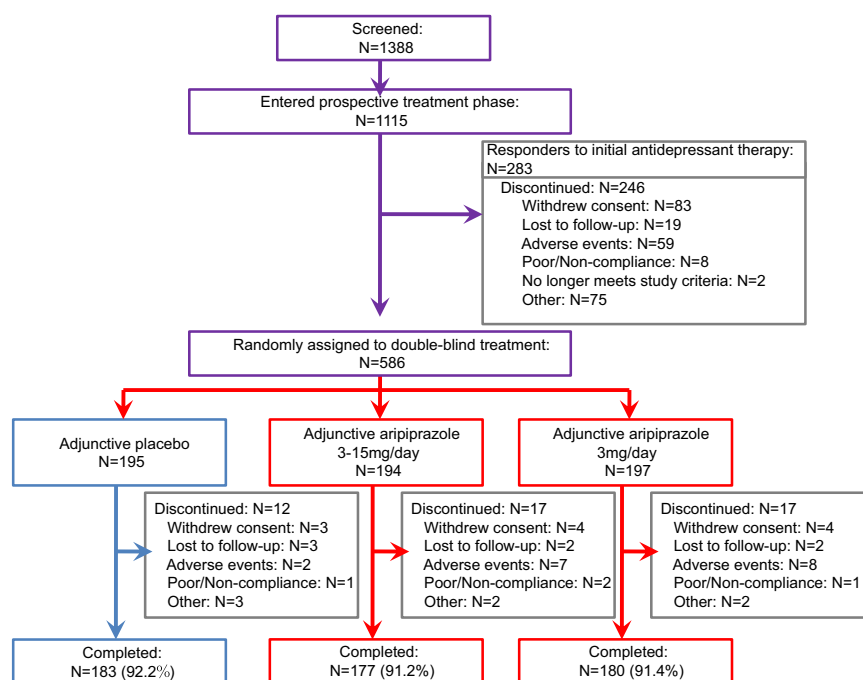 Screened:
N=1388
Entered prospective treatment phase:
N=1115
Responders to initial antidepressant therapy:
N=283
Discontinued: N=246
Withdrew consent: N=83
Lost to follow-up: N=19
Adverse events: N=59
Poor/Non-compliance: N=8
No longer meets study criteria: N=2
Other: N=75
Randomly assigned to double-blind treatment:
N=586
Adjunctive placebo
N=195
Adjunctive aripiprazole
3-15mg/day
N=194
Adjunctive aripiprazole
3mg/day
N=197
Discontinued: N=12
Withdrew consent: N=3
Lost to follow-up: N=3
Adverse events: N=2
Poor/Non-compliance: N=1
Other: N=3
Discontinued: N=17
Withdrew consent: N=4
Lost to follow-up: N=2
Adverse events: N=7
Poor/Non-compliance: N=2
Other: N=2
Discontinued: N=17
Withdrew consent: N=4
Lost to follow-up: N=2
Adverse events: N=8
Poor/Non-compliance: N=1
Other: N=2
Completed:
N=183 (92.2%)
Completed:
N=177 (91.2%)
Completed:
N=180 (91.4%)